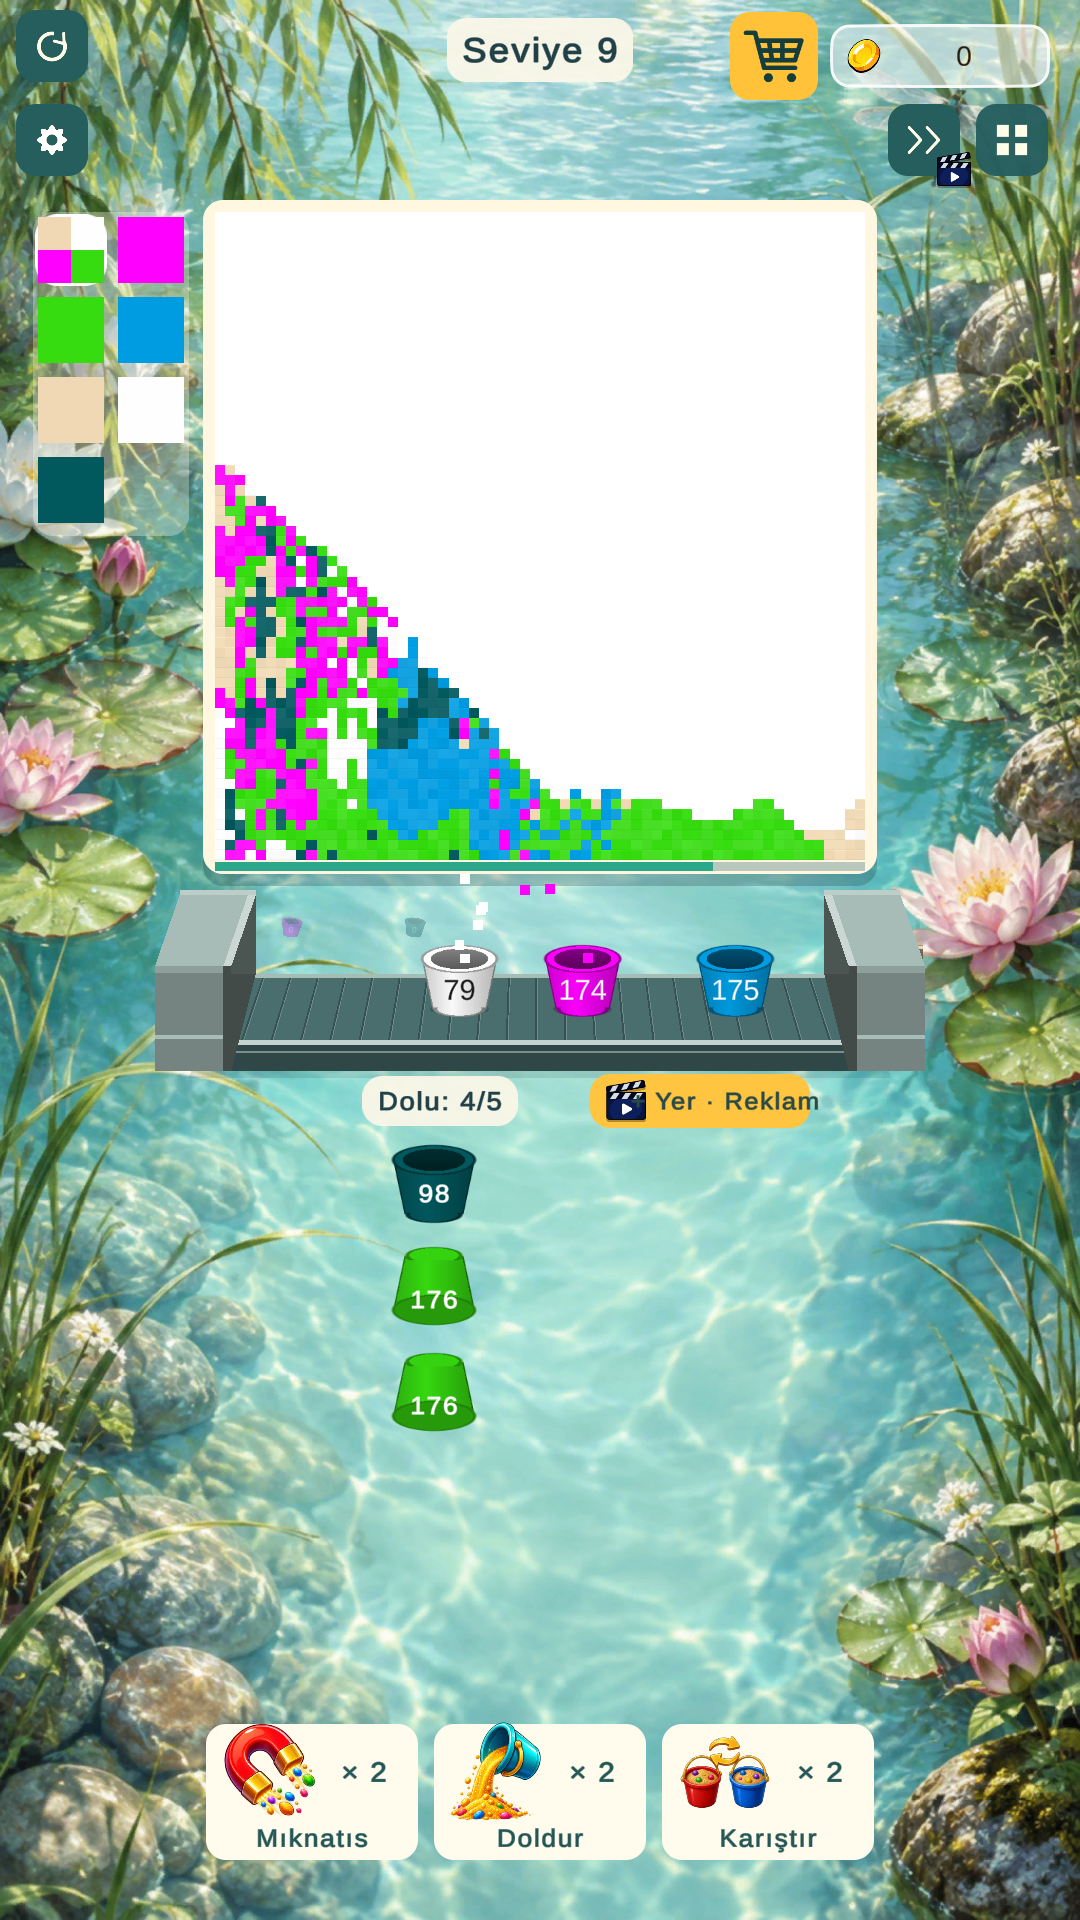 Seviye 9
0
79
174
175
Dolu: 4/5
Yer · Reklam
98
176
176
× 2
× 2
× 2
Mıknatıs
Doldur
Karıştır